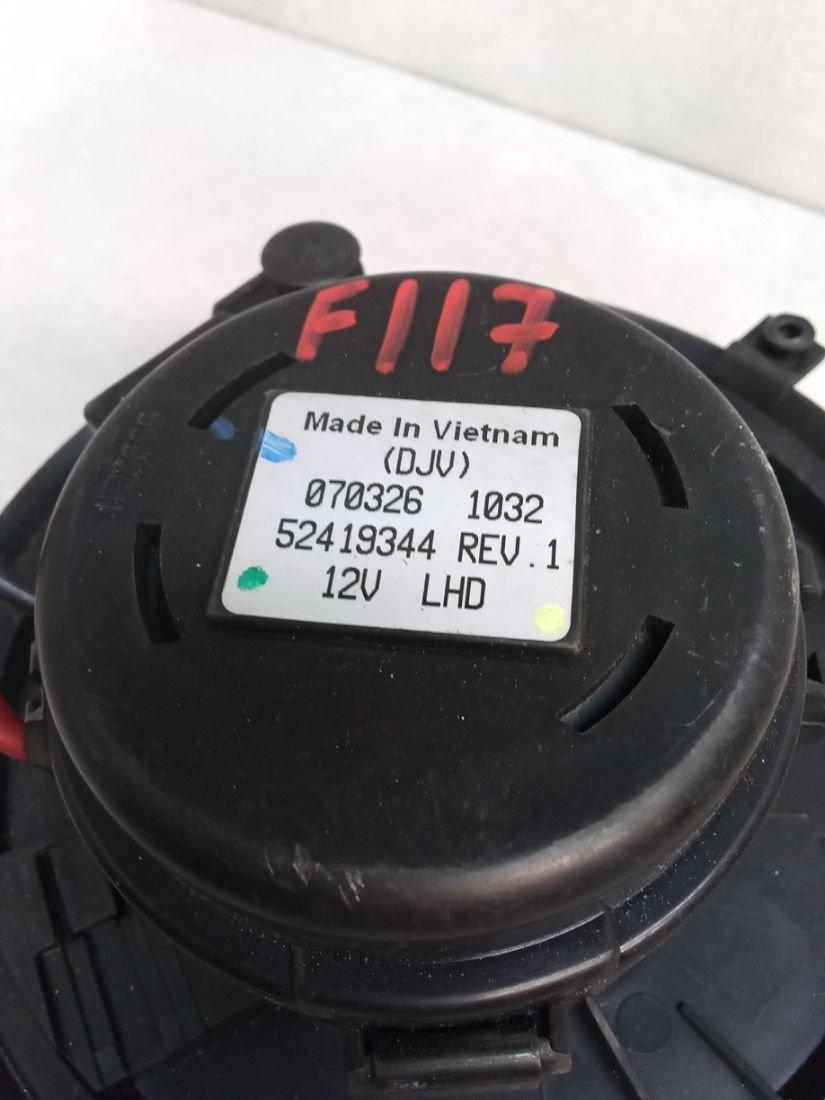 F117
Made In Vietnam
(DJV)
070326 1032
52419344 REV.1
12V LHD